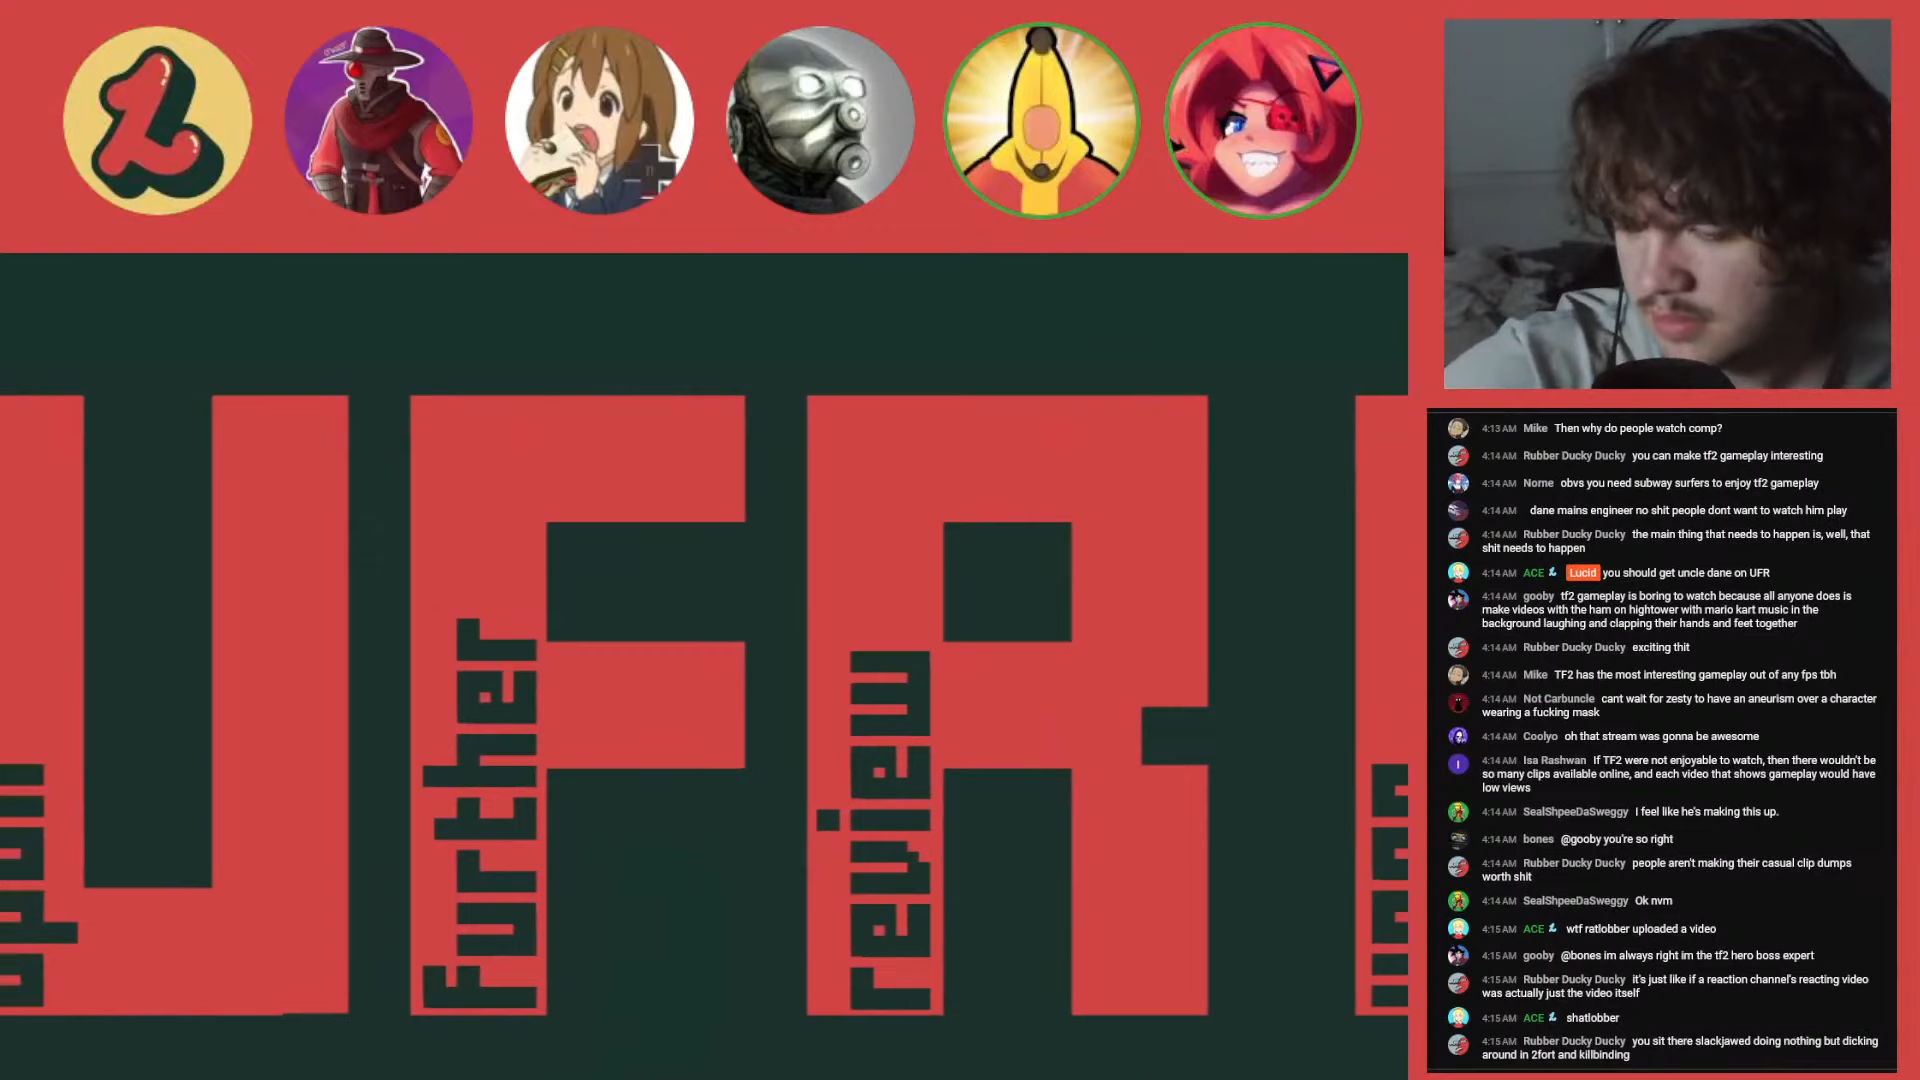 U
F
R
upon
further
review
4:13 AM Mike Then why do people watch comp?
4:14 AM Rubber Ducky Ducky you can make tf2 gameplay interesting
4:14 AM Norne obvs you need subway surfers to enjoy tf2 gameplay
4:14 AM dane mains engineer no shit people dont want to watch him play
4:14 AM Rubber Ducky Ducky the main thing that needs to happen is, well, that
shit needs to happen
4:14 AM ACE Lucid you should get uncle dane on UFR
4:14 AM gooby tf2 gameplay is boring to watch because all anyone does is
make videos with the ham on hightower with mario kart music in the
background laughing and clapping their hands and feet together
4:14 AM Rubber Ducky Ducky exciting thit
4:14 AM Mike TF2 has the most interesting gameplay out of any fps tbh
4:14 AM Not Carbuncle cant wait for zesty to have an aneurism over a character
wearing a fucking mask
4:14 AM Coolyo oh that stream was gonna be awesome
I
4:14 AM Isa Rashwan If TF2 were not enjoyable to watch, then there wouldn't be
so many clips available online, and each video that shows gameplay would have
low views
4:14 AM SealShpeeDaSweggy I feel like he's making this up.
4:14 AM bones @gooby you're so right
4:14 AM Rubber Ducky Ducky people aren't making their casual clip dumps
worth shit
4:14 AM SealShpeeDaSweggy Ok nvm
4:15 AM ACE wtf ratlobber uploaded a video
4:15 AM gooby @bones im always right im the tf2 hero boss expert
4:15 AM Rubber Ducky Ducky it's just like if a reaction channel's reacting video
was actually just the video itself
4:15 AM ACE shatlobber
4:15 AM Rubber Ducky Ducky you sit there slackjawed doing nothing but dicking
around in 2fort and killbinding